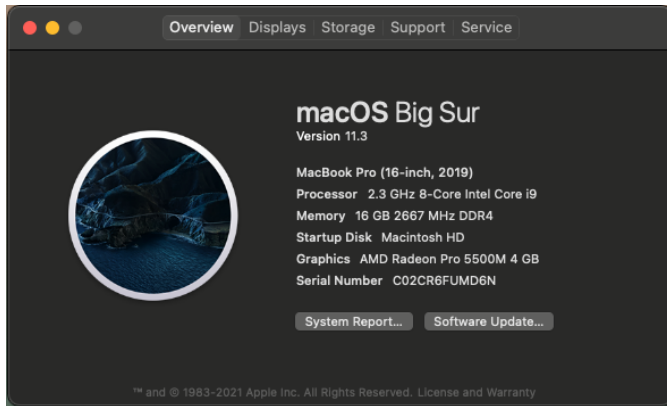 Overview Displays Storage Support Service
macOS Big Sur
Version 11.3
MacBook Pro (16-inch, 2019)
Processor 2.3 GHz 8-Core Intel Core i9
Memory 16 GB 2667 MHz DDR4
Startup Disk Macintosh HD
Graphics AMD Radeon Pro 5500M 4 GB
Serial Number C02CR6FUMD6N
System Report... Software Update...
™ and © 1983-2021 Apple Inc. All Rights Reserved. License and Warranty